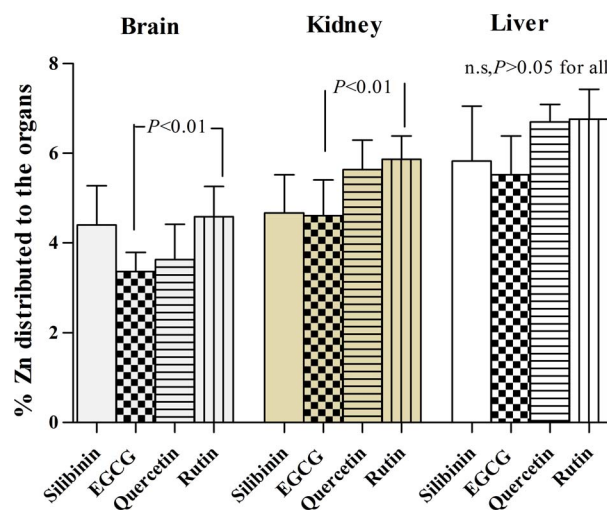 Brain Kidney Liver
n.s,P>0.05 for all
P<0.01
P<0.01
% Zn distributed to the organs
8
6
4
2
0
Silibinin
EGCG
Quercetin
Rutin
Silibinin
EGCG
Quercetin
Rutin
Silibinin
EGCG
Quercetin
Rutin